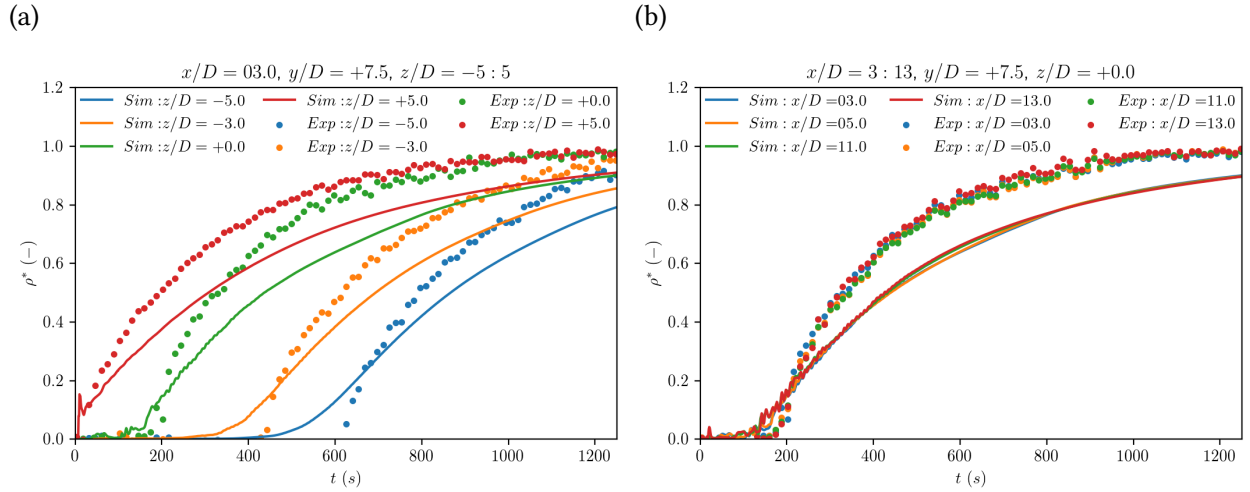 (a)
x/D = 03.0, y/D = +7.5, z/D = −5 : 5
1.2
1.0
0.8
0.6
0.4
0.2
0.0
ρ* (−)
Sim : z/D = −5.0
Sim : z/D = −3.0
Sim : z/D = +0.0
Sim : z/D = +5.0
Exp : z/D = −5.0
Exp : z/D = −3.0
Exp : z/D = +0.0
Exp : z/D = +5.0
0 200 400 600 800 1000 1200
t (s)
(b)
x/D = 3 : 13, y/D = +7.5, z/D = +0.0
1.2
1.0
0.8
0.6
0.4
0.2
0.0
ρ* (−)
Sim : x/D =03.0
Sim : x/D =05.0
Sim : x/D =11.0
Sim : x/D =13.0
Exp : x/D =03.0
Exp : x/D =05.0
Exp : x/D =11.0
Exp : x/D =13.0
0 200 400 600 800 1000 1200
t (s)